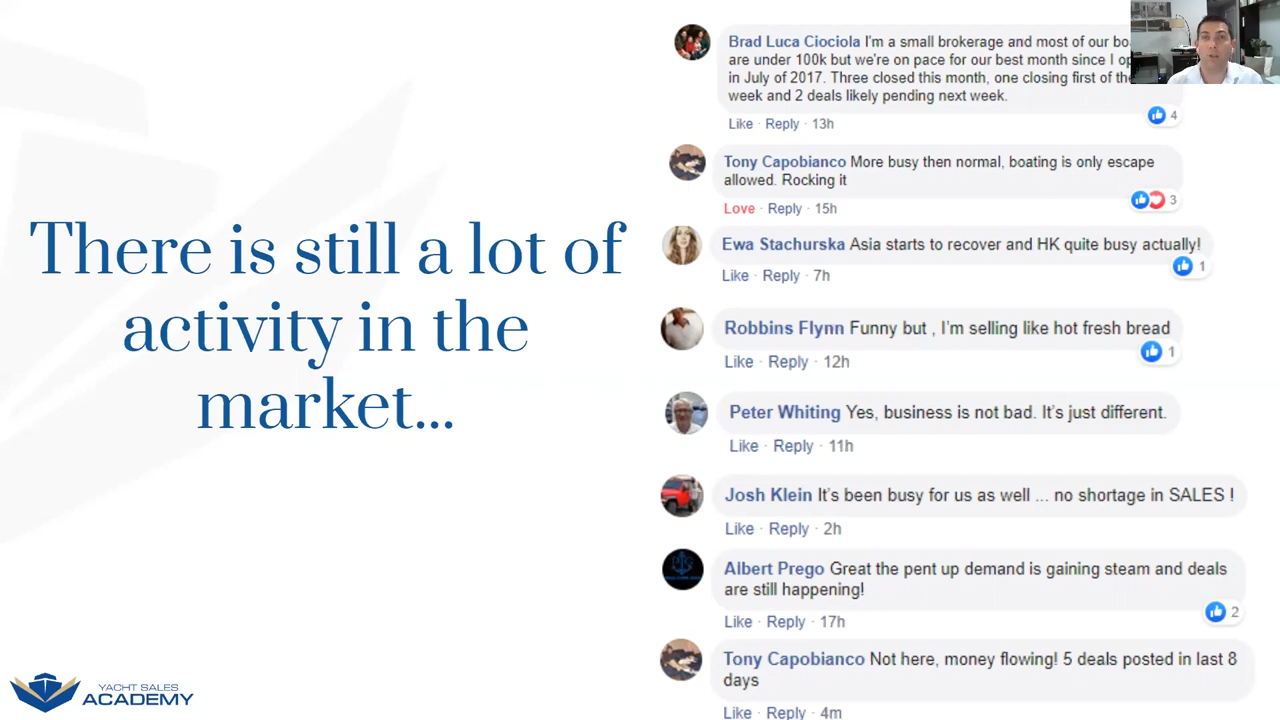 There is still a lot of
activity in the
market...
Brad Luca Ciociola I'm a small brokerage and most of our
are under 100k but we're on pace for our best month since I
in July of 2017. Three closed this month, one closing first of the
week and 2 deals likely pending next week.
4
Like · Reply · 13h
Tony Capobianco More busy then normal, boating is only escape
allowed. Rocking it
3
Love · Reply · 15h
Ewa Stachurska Asia starts to recover and HK quite busy actually!
1
Like · Reply · 7h
Robbins Flynn Funny but , I'm selling like hot fresh bread
1
Like · Reply · 12h
Peter Whiting Yes, business is not bad. It's just different.
Like · Reply · 11h
Josh Klein It's been busy for us as well ... no shortage in SALES !
Like · Reply · 2h
Albert Prego Great the pent up demand is gaining steam and deals
are still happening!
2
Like · Reply · 17h
Tony Capobianco Not here, money flowing! 5 deals posted in last 8
days
Like · Reply · 4m
YACHT SALES
ACADEMY